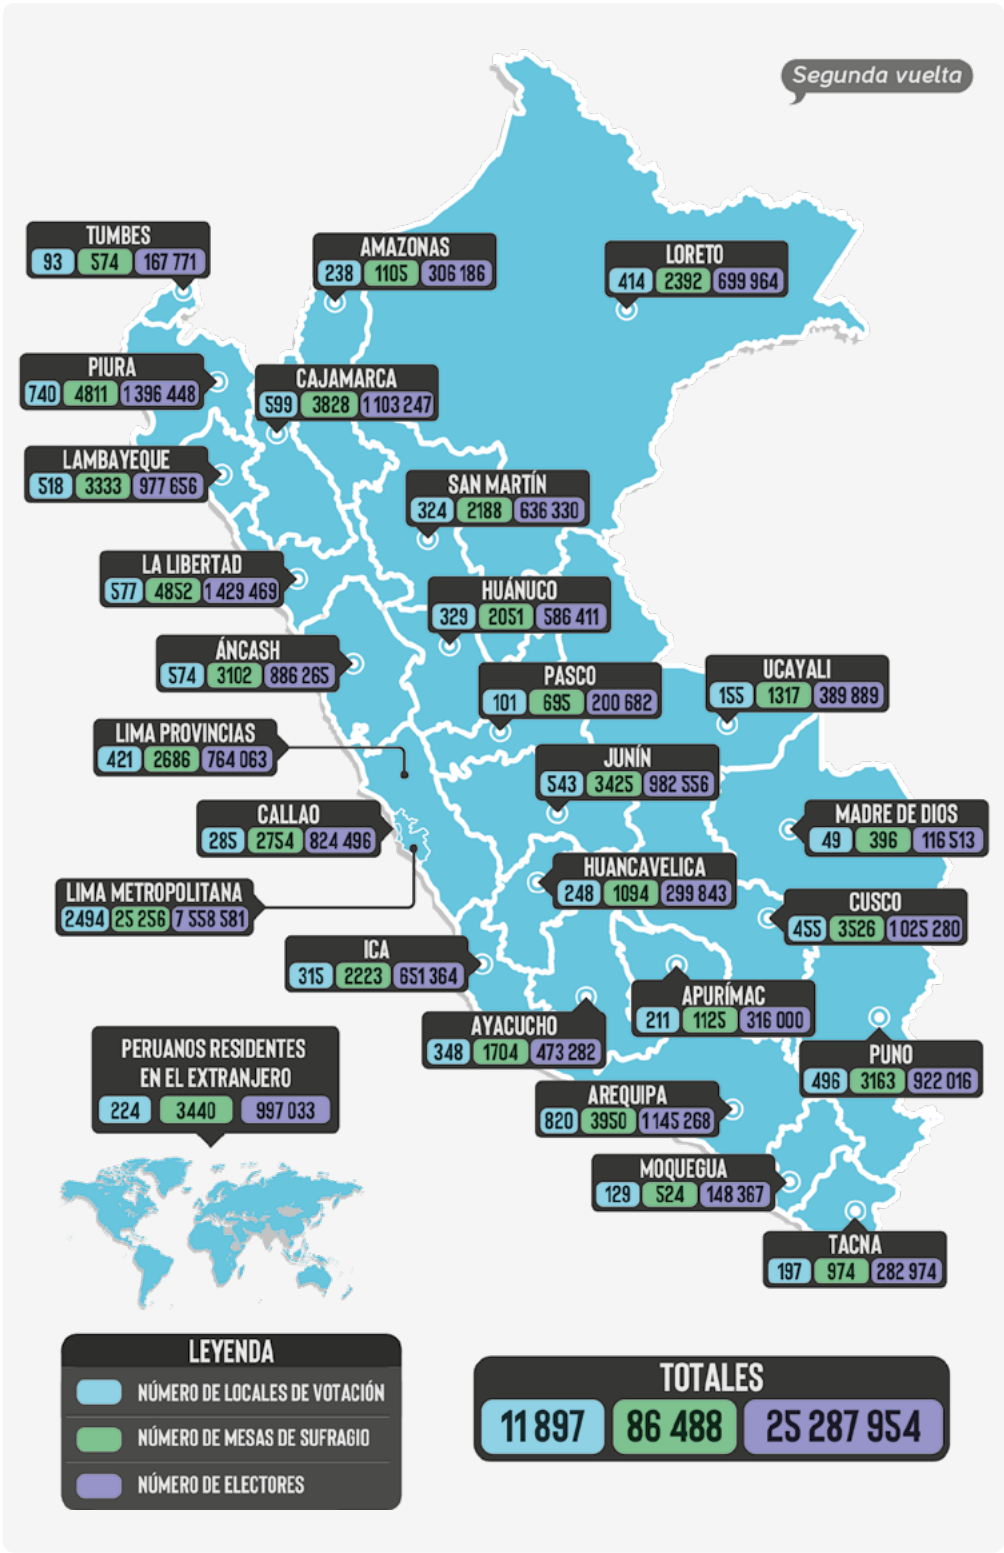 Segunda vuelta
TUMBES
93 574 167 771
AMAZONAS
238 1105 306 186
LORETO
414 2392 699 964
PIURA
740 4811 1 396 448
CAJAMARCA
599 3828 1 103 247
LAMBAYEQUE
518 3333 977 656
SAN MARTÍN
324 2188 636 330
LA LIBERTAD
577 4852 1 429 469
HUÁNUCO
329 2051 586 411
ÁNCASH
574 3102 886 265
PASCO
101 695 200 682
UCAYALI
155 1317 389 889
LIMA PROVINCIAS
421 2686 764 063
JUNÍN
543 3425 982 556
CALLAO
285 2754 824 496
MADRE DE DIOS
49 396 116 513
HUANCAVELICA
248 1094 299 843
LIMA METROPOLITANA
2494 25 256 7 558 581
CUSCO
455 3526 1 025 280
ICA
315 2223 651 364
APURÍMAC
211 1125 316 000
AYACUCHO
348 1704 473 282
PUNO
496 3163 922 016
PERUANOS RESIDENTES
EN EL EXTRANJERO
224 3440 997 033
AREQUIPA
820 3950 1 145 268
MOQUEGUA
129 524 148 367
TACNA
197 974 282 974
LEYENDA
NÚMERO DE LOCALES DE VOTACIÓN
NÚMERO DE MESAS DE SUFRAGIO
NÚMERO DE ELECTORES
TOTALES
11 897 86 488 25 287 954